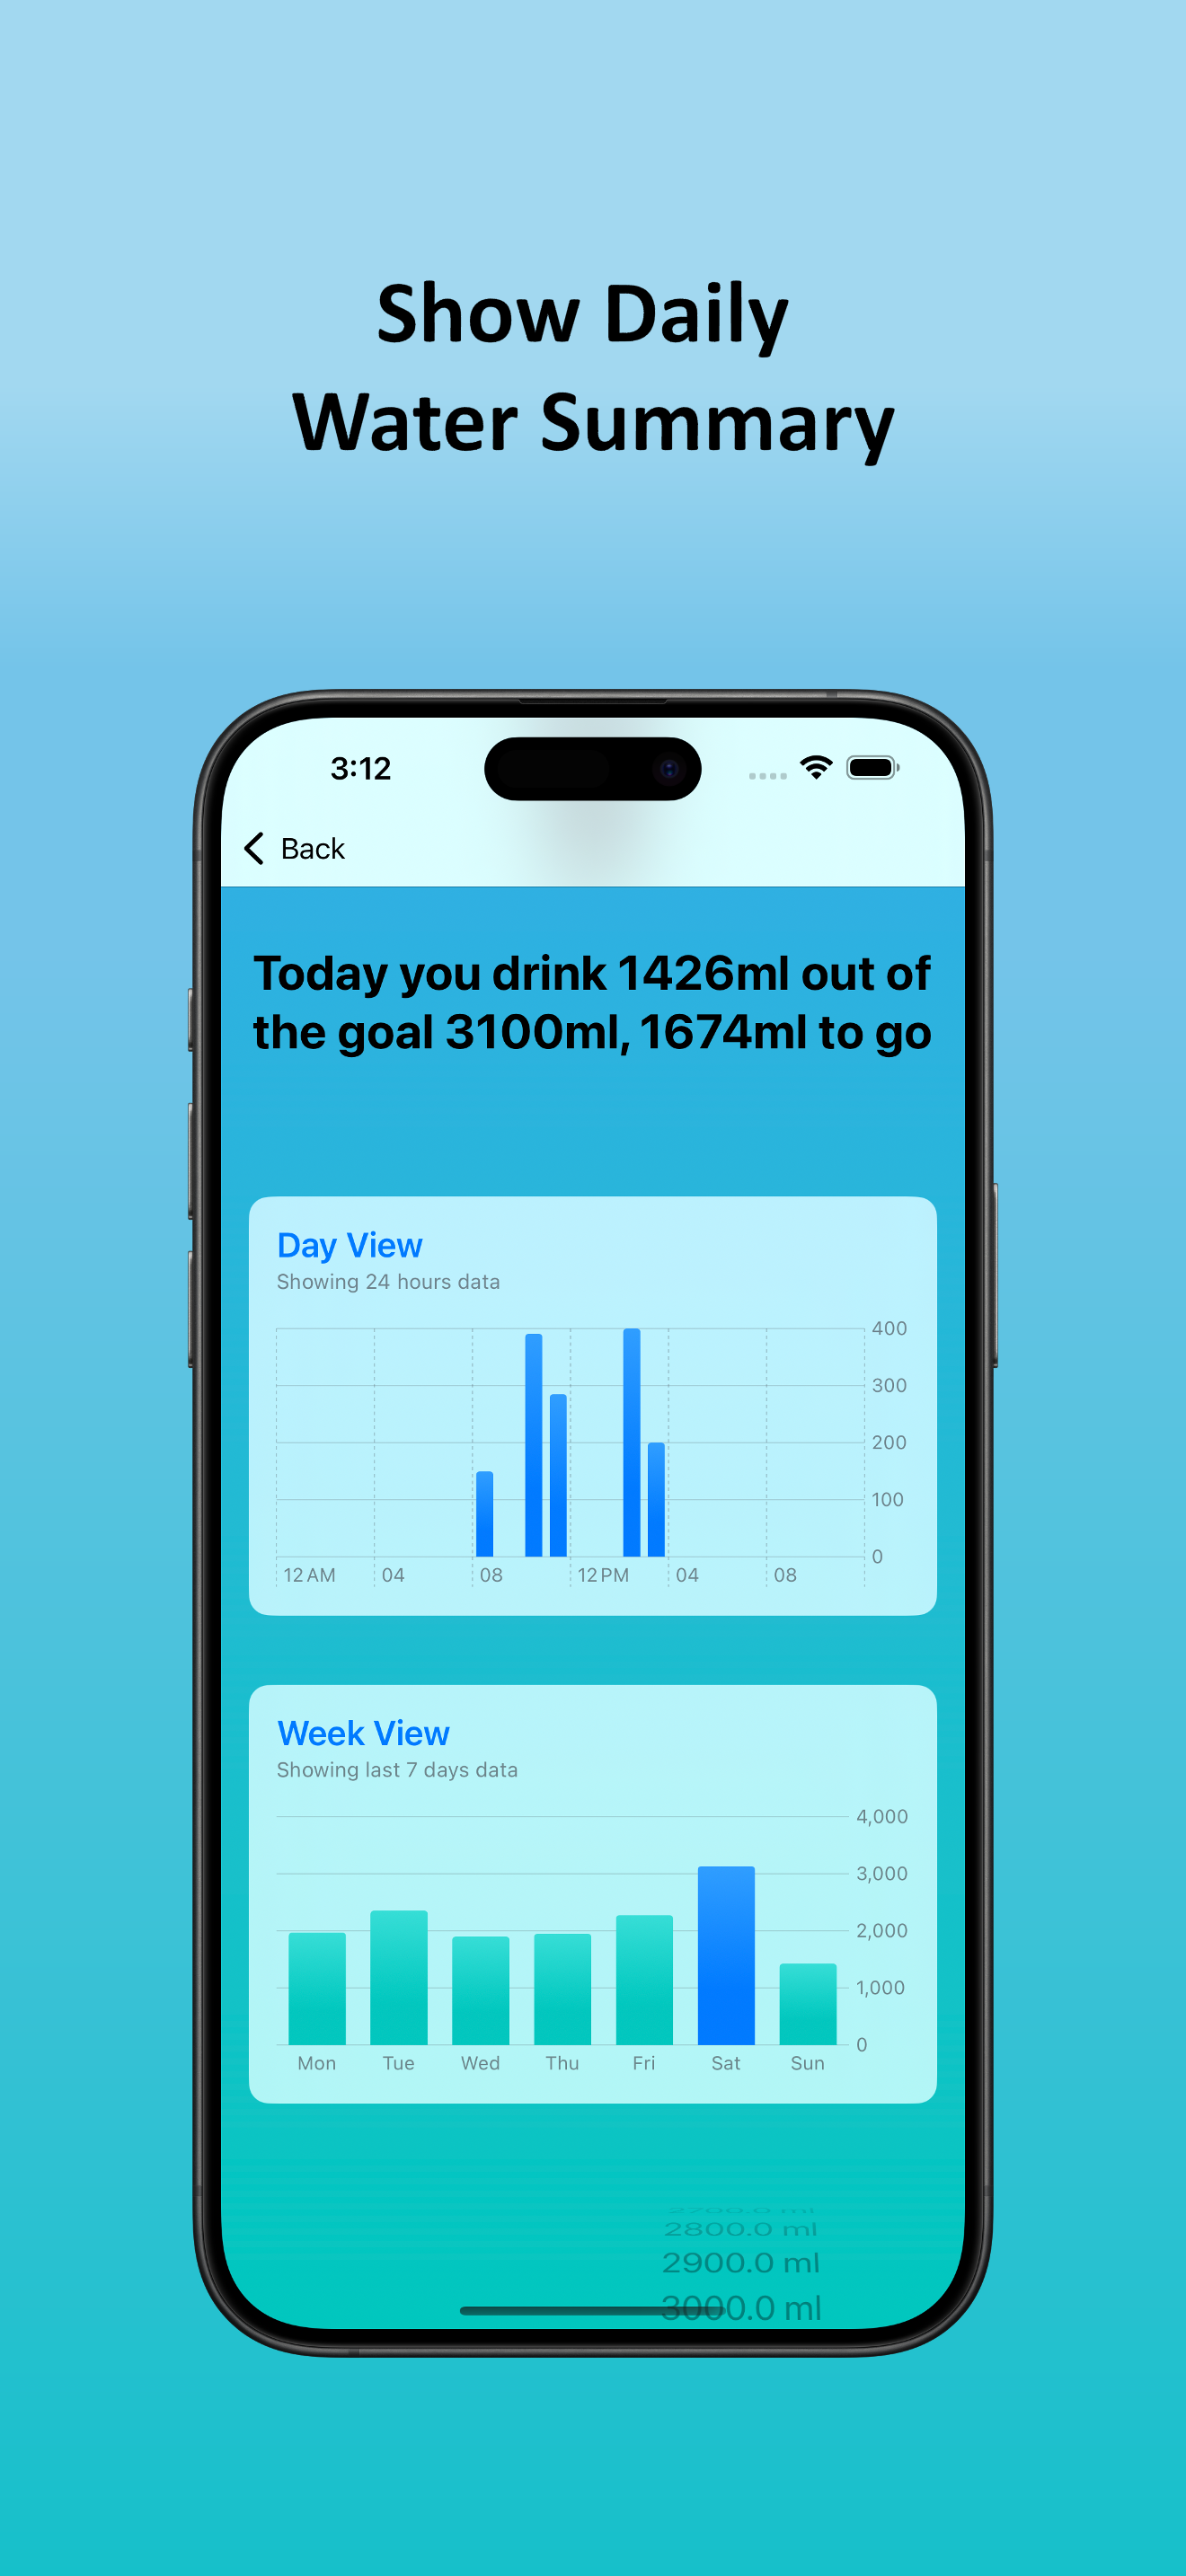 Show Daily
Water Summary
3:12
Back
Today you drink 1426ml out of
the goal 3100ml, 1674ml to go
Day View
Showing 24 hours data
400
300
200
100
0
12 AM 04 08 12 PM 04 08
Week View
Showing last 7 days data
4,000
3,000
2,000
1,000
0
Mon Tue Wed Thu Fri Sat Sun
2700.0 ml
2800.0 ml
2900.0 ml
3000.0 ml